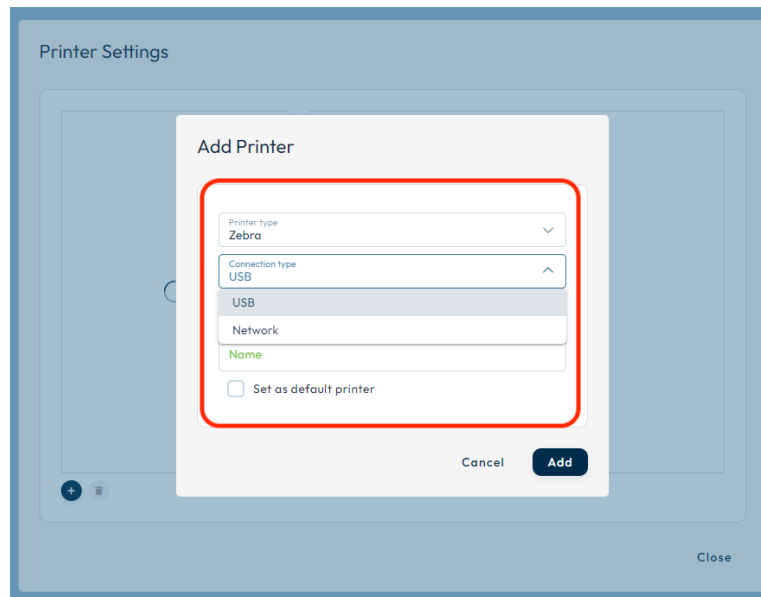 Printer Settings
Add Printer
Printer type
Zebra
Connection type
USB
USB
Network
Name
Set as default printer
Cancel
Add
Close